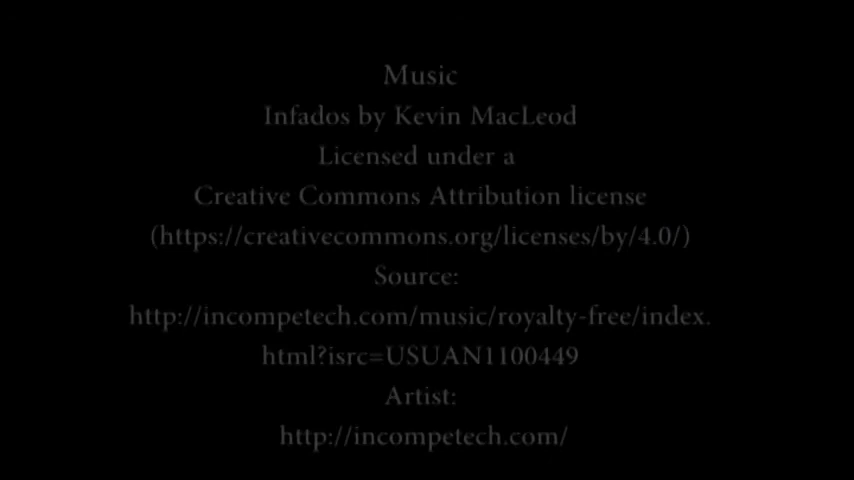 Music
Infados by Kevin MacLeod
Licensed under a
Creative Commons Attribution license
(https://creativecommons.org/licenses/by/4.0/)
Source:
http://incompetech.com/music/royalty-free/index.
html?isrc=USUAN1100449
Artist:
http://incompetech.com/